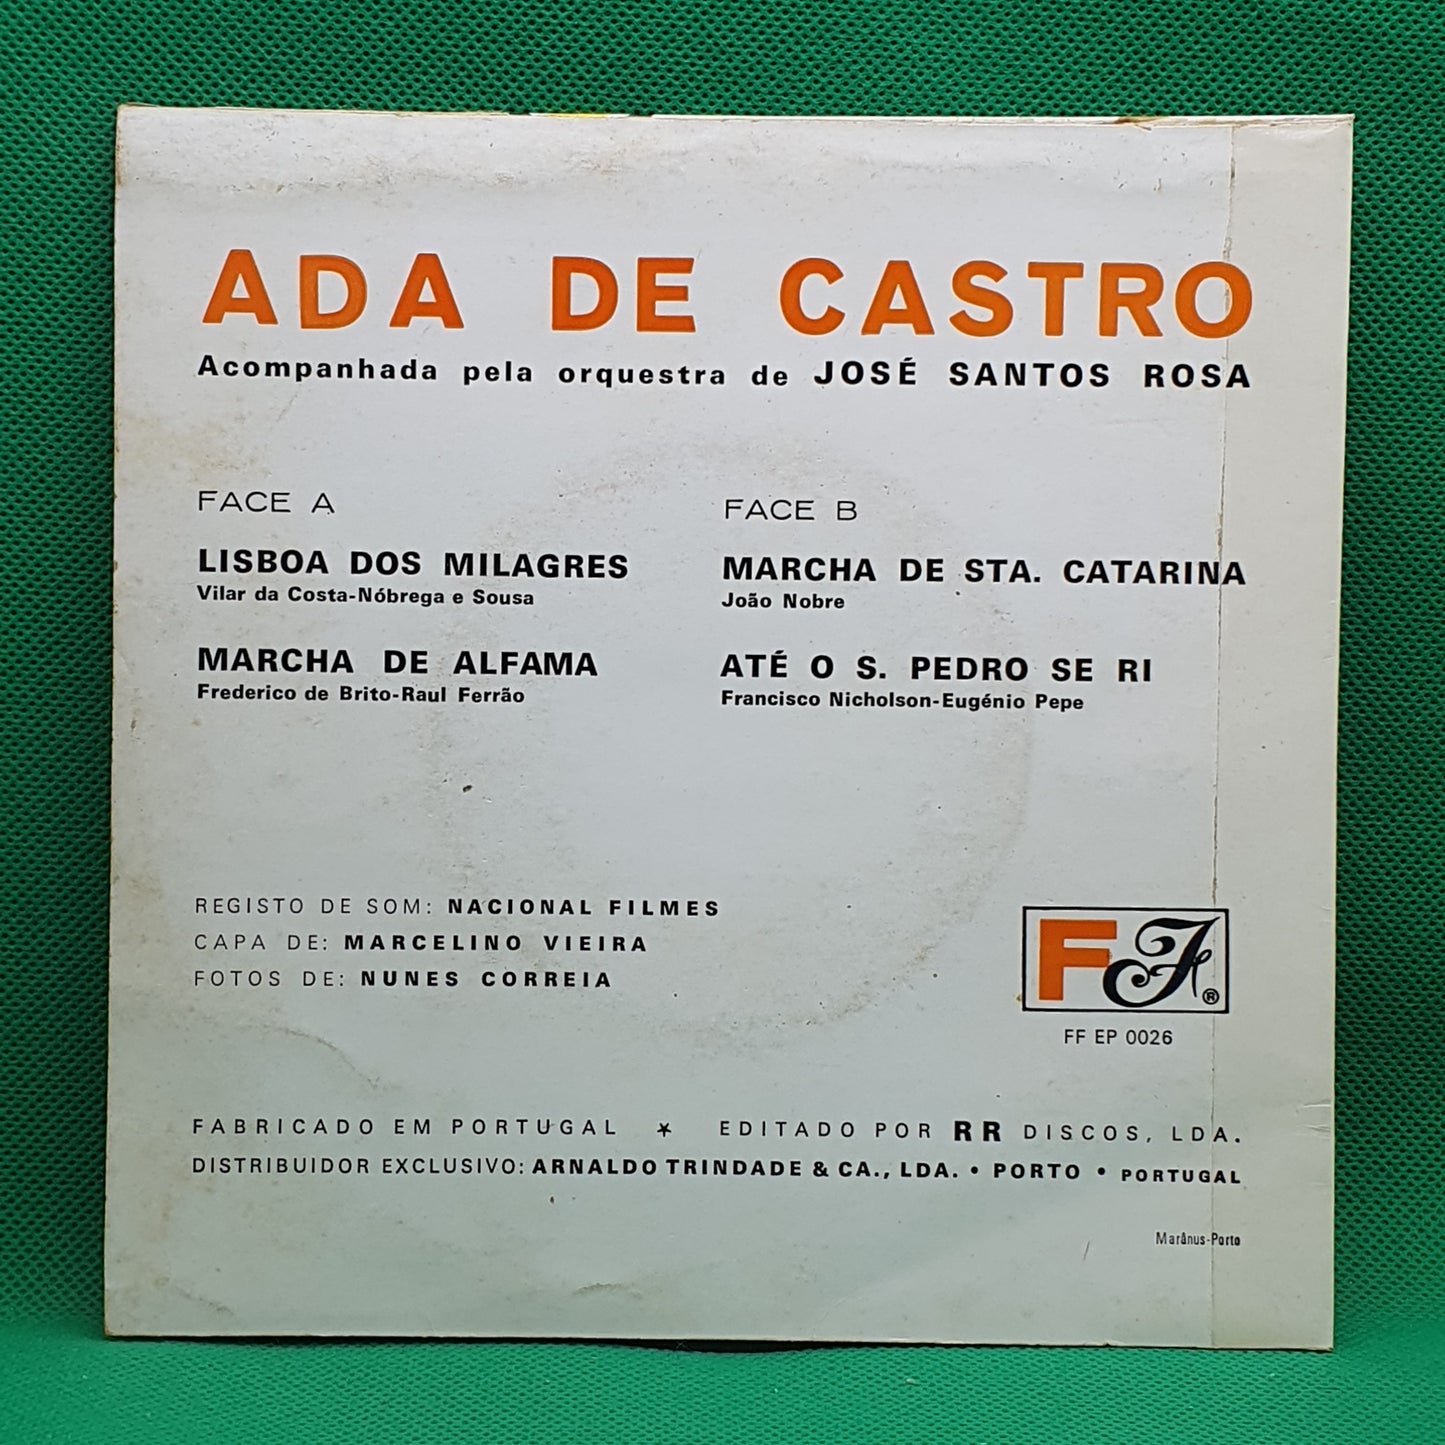 ADA DE CASTRO
Acompanhada pela orquestra de JOSÉ SANTOS ROSA
FACE A
LISBOA DOS MILAGRES
Vilar da Costa-Nóbrega e Sousa
MARCHA DE ALFAMA
Frederico de Brito-Raul Ferrão
FACE B
MARCHA DE STA. CATARINA
João Nobre
ATÉ O S. PEDRO SE RI
Francisco Nicholson-Eugénio Pepe
REGISTO DE SOM: NACIONAL FILMES
CAPA DE: MARCELINO VIEIRA
FOTOS DE: NUNES CORREIA
FF®
FF EP 0026
FABRICADO EM PORTUGAL * EDITADO POR RR DISCOS, LDA.
DISTRIBUIDOR EXCLUSIVO: ARNALDO TRINDADE & CA., LDA. • PORTO • PORTUGAL
Marânus-Porto